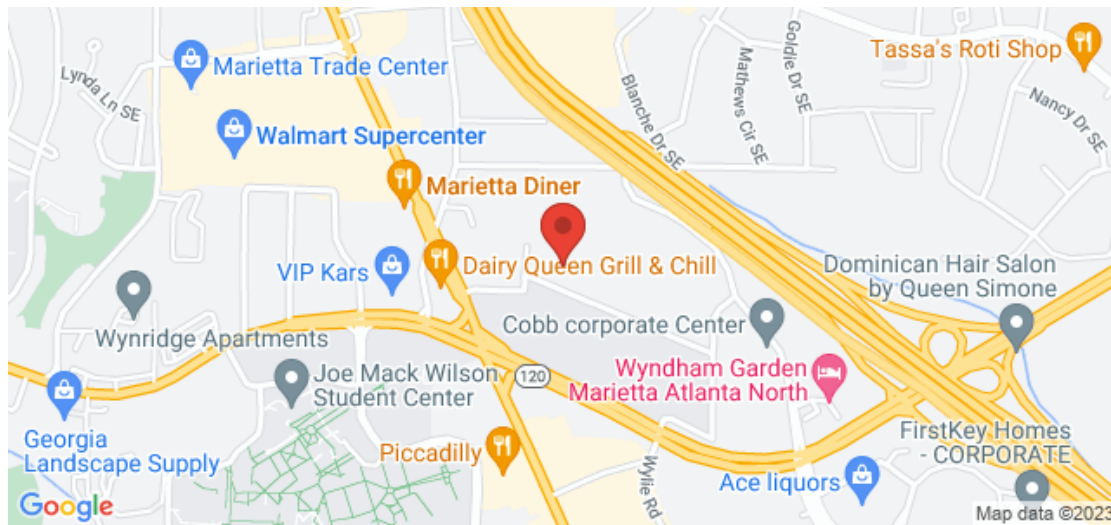 Goldie Dr SE
Tassa's Roti Shop
Marietta Trade Center
Lynda Ln SE
Mathews Cir SE
Blanche Dr SE
Nancy Dr SE
Walmart Supercenter
Marietta Diner
VIP Kars
Dairy Queen Grill & Chill
Dominican Hair Salon
by Queen Simone
Wynridge Apartments
Cobb corporate Center
Joe Mack Wilson
Student Center
120
Wyndham Garden
Marietta Atlanta North
Georgia
Landscape Supply
Piccadilly
Wylie Rd
FirstKey Homes
- CORPORATE
Ace liquors
Google
Map data ©2023